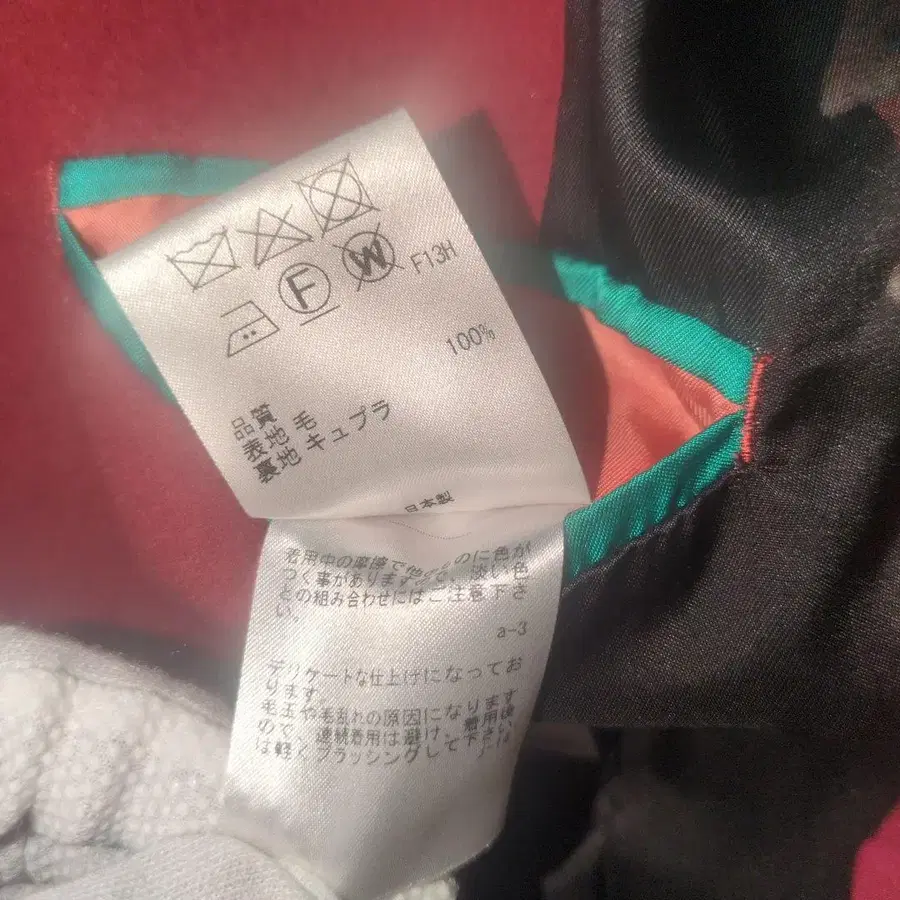 W F13H
F
100%
品質
表地 毛
裏地 キュプラ
日本製
着用中の摩擦で他のものに色が
つく事がありますので、淡い色
との組み合わせにはご注意下さ
い。
a-3
デリケートな仕上げになってお
ります。
毛玉や毛乱れの原因になります
ので、連続着用は避け、着用後
は軽くブラッシングして下さい。
J-14